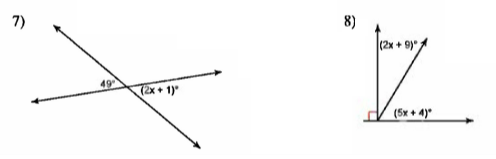 7)
49°
(2x + 1)°
8)
(2x + 9)°
(5x + 4)°